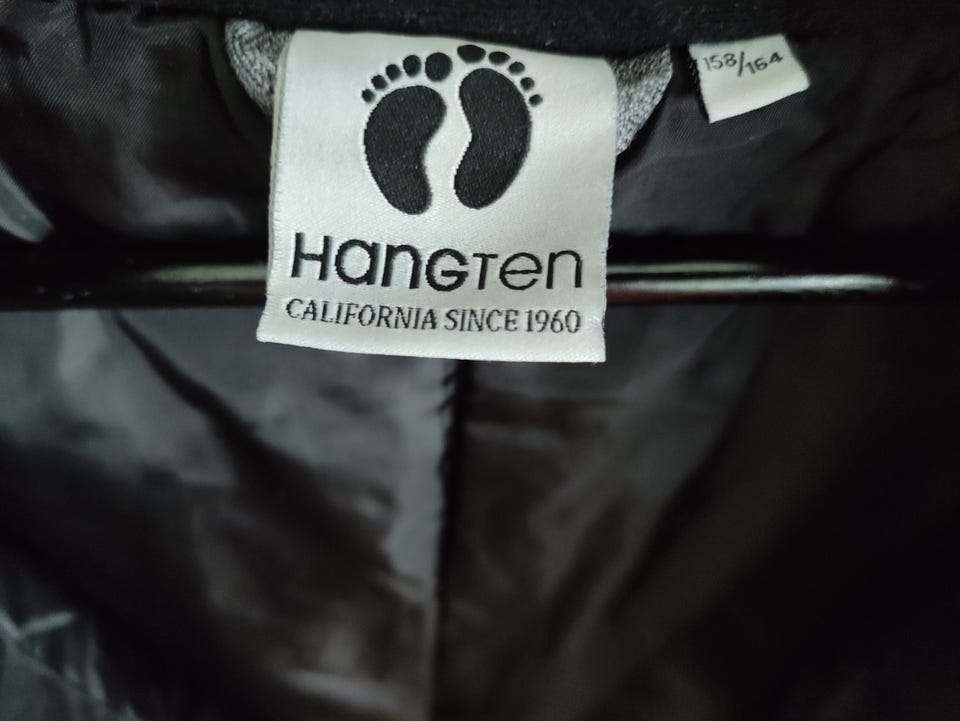 158/164
HangTen
CALIFORNIA SINCE 1960